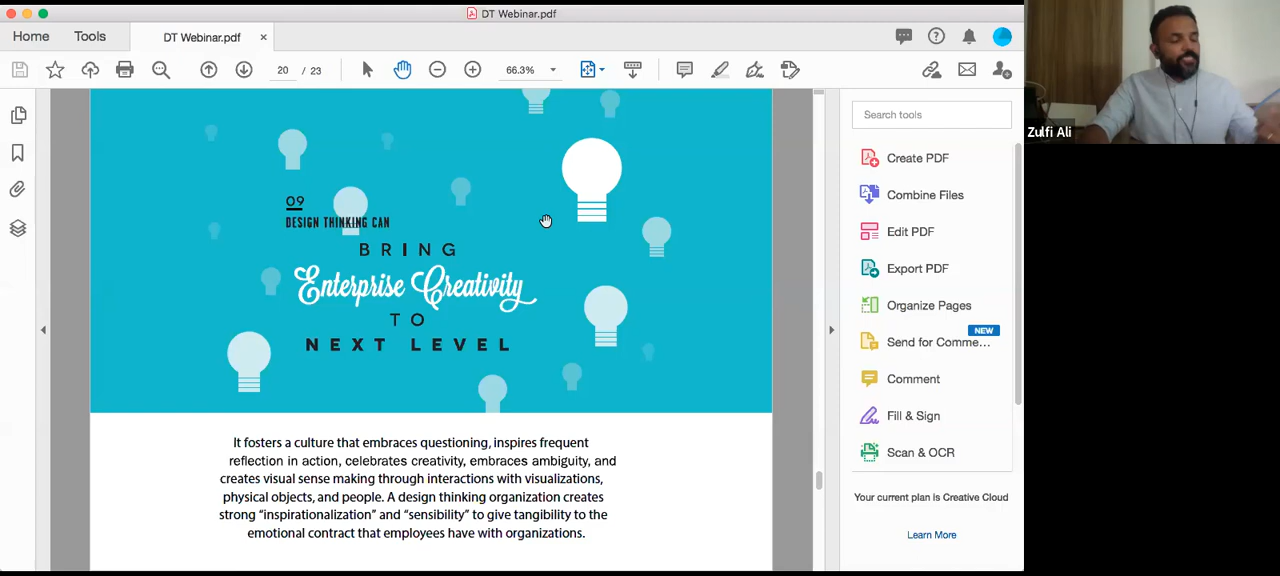 DT Webinar.pdf
Home
Tools
DT Webinar.pdf
20 / 23
66.3%
Search tools
Create PDF
Combine Files
Edit PDF
Export PDF
Organize Pages
NEW
Send for Comme...
Comment
Fill & Sign
Scan & OCR
Your current plan is Creative Cloud
Learn More
Zulfi Ali
09
DESIGN THINKING CAN
BRING
Enterprise Creativity
TO
NEXT LEVEL
It fosters a culture that embraces questioning, inspires frequent
reflection in action, celebrates creativity, embraces ambiguity, and
creates visual sense making through interactions with visualizations,
physical objects, and people. A design thinking organization creates
strong “inspirationalization” and “sensibility” to give tangibility to the
emotional contract that employees have with organizations.